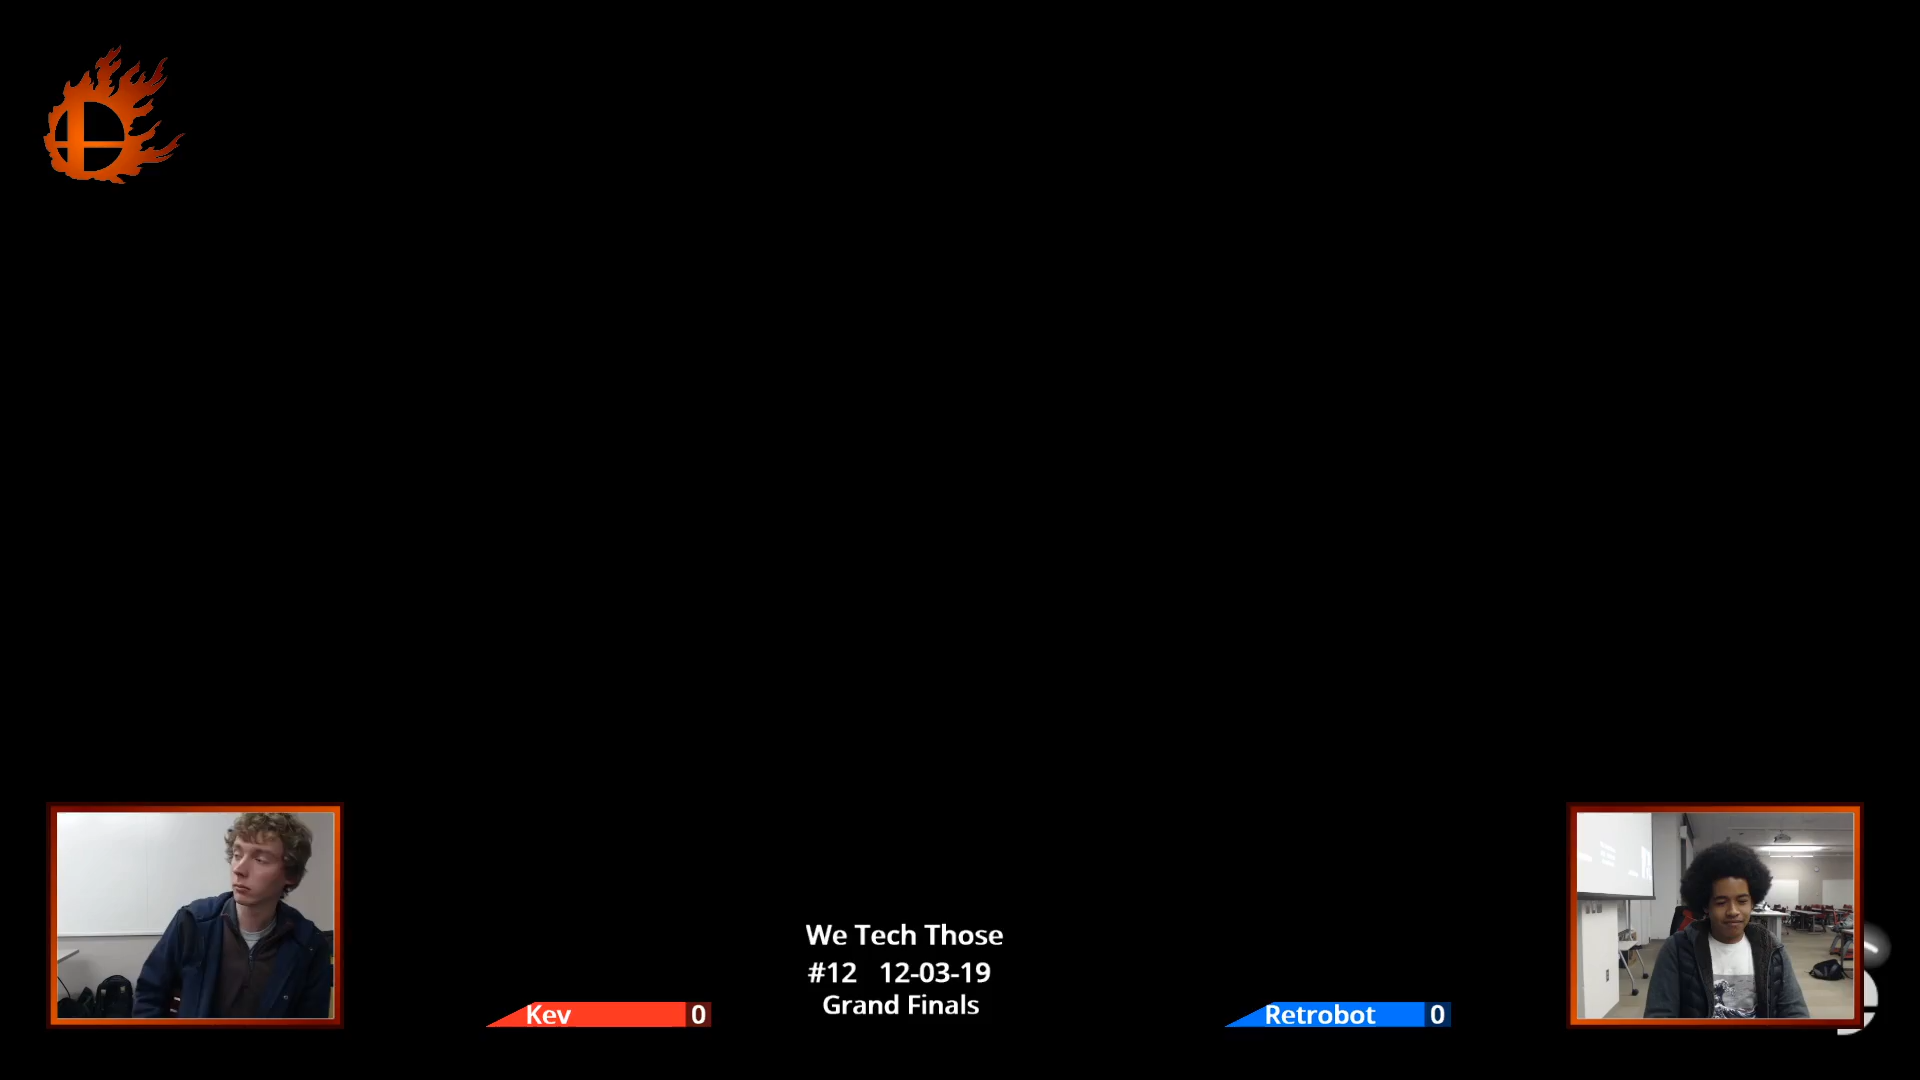 We Tech Those
#12 12-03-19
Grand Finals
Kev 0
Retrobot 0